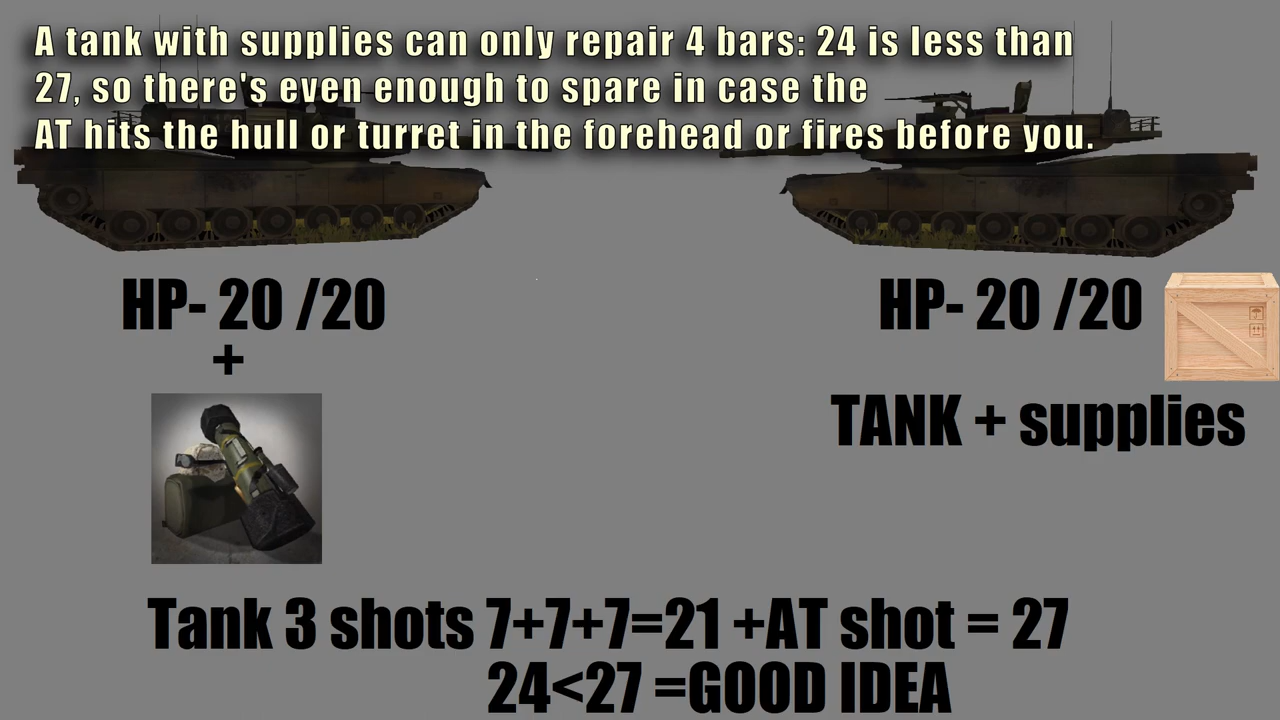 A tank with supplies can only repair 4 bars: 24 is less than
27, so there's even enough to spare in case the
AT hits the hull or turret in the forehead or fires before you.
HP- 20 /20
HP- 20 /20
+
TANK + supplies
Tank 3 shots 7+7+7=21 +AT shot = 27
24<27 =GOOD IDEA